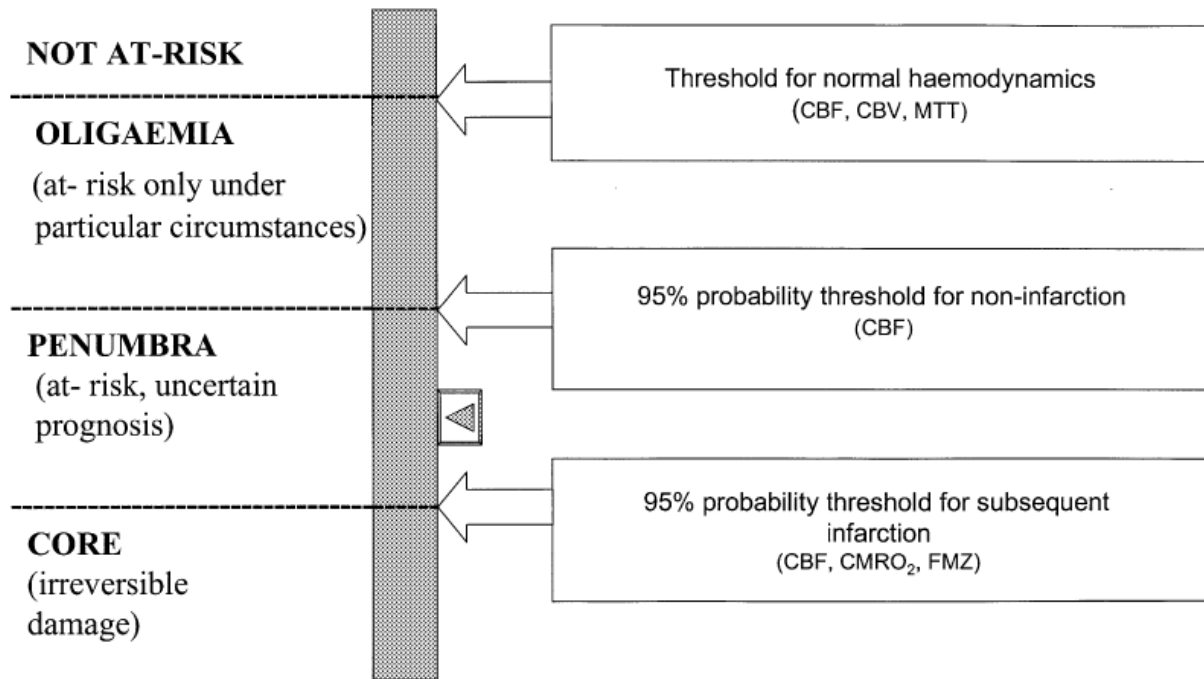 NOT AT-RISK
OLIGAEMIA
(at- risk only under
particular circumstances)
PENUMBRA
(at- risk, uncertain
prognosis)
CORE
(irreversible
damage)
Threshold for normal haemodynamics
(CBF, CBV, MTT)
95% probability threshold for non-infarction
(CBF)
95% probability threshold for subsequent
infarction
(CBF, CMRO₂, FMZ)